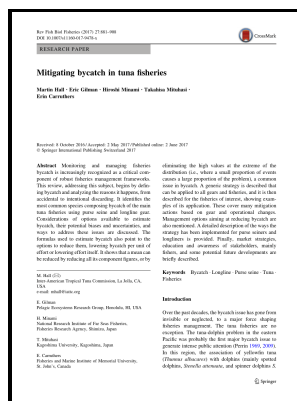 Rev Fish Biol Fisheries (2017) 27:881–908
DOI 10.1007/s11160-017-9478-x
CrossMark
RESEARCH PAPER
Mitigating bycatch in tuna fisheries
Martin Hall · Eric Gilman · Hiroshi Minami · Takahisa Mituhasi ·
Erin Carruthers
Received: 8 October 2016 / Accepted: 2 May 2017 / Published online: 2 June 2017
© Springer International Publishing Switzerland 2017
Abstract Monitoring and managing fisheries
bycatch is increasingly recognized as a critical component
of robust fisheries management frameworks.
This review, addressing this subject, begins by defining
bycatch and analyzing the reasons it happens, from
accidental to intentional discarding. It identifies the
most common species composing bycatch of the main
tuna fisheries using purse seine and longline gear.
Considerations of options available to estimate
bycatch, their potential biases and uncertainties, and
ways to address those issues are discussed. The
formulas used to estimate bycatch also point to the
options to reduce them, lowering bycatch per unit of
effort or lowering effort itself. It shows that a mean can
be reduced by reducing all its component figures, or by
eliminating the high values at the extreme of the
distribution (i.e., where a small proportion of events
causes a large proportion of the problem), a common
issue in bycatch. A generic strategy is described that
can be applied to all gears and fisheries, and it is then
described for the fisheries of interest, showing examples
of its application. These cover many mitigation
actions based on gear and operational changes.
Management options aiming at reducing bycatch are
also mentioned. A detailed description of the ways the
strategy has been implemented for purse seiners and
longliners is provided. Finally, market strategies,
education and awareness of stakeholders, mainly
fishers, and some potential future developments are
briefly described.
Keywords Bycatch · Longline · Purse seine · Tuna ·
Fisheries
Introduction
Over the past decades, the bycatch issue has gone from
invisible or neglected, to a major force shaping
fisheries management. The tuna fisheries are no
exception. The tuna–dolphin problem in the eastern
Pacific was probably the first major bycatch issue to
generate intense public attention (Perrin 1969, 2009).
In this region, the association of yellowfin tuna
(Thunnus albacares) with dolphins (mainly spotted
dolphins, Stenella attenuata, and spinner dolphins S.
M. Hall
Inter-American Tropical Tuna Commission, La Jolla, CA,
USA
e-mail: mhall@iattc.org
E. Gilman
Pelagic Ecosystems Research Group, Honolulu, HI, USA
H. Minami
National Research Institute of Far Seas Fisheries,
Fisheries Research Agency, Shimizu, Japan
T. Mituhasi
Kagoshima University, Kagoshima, Japan
E. Carruthers
Fisheries and Marine Institute of Memorial University,
St. John's, Canada
Springer